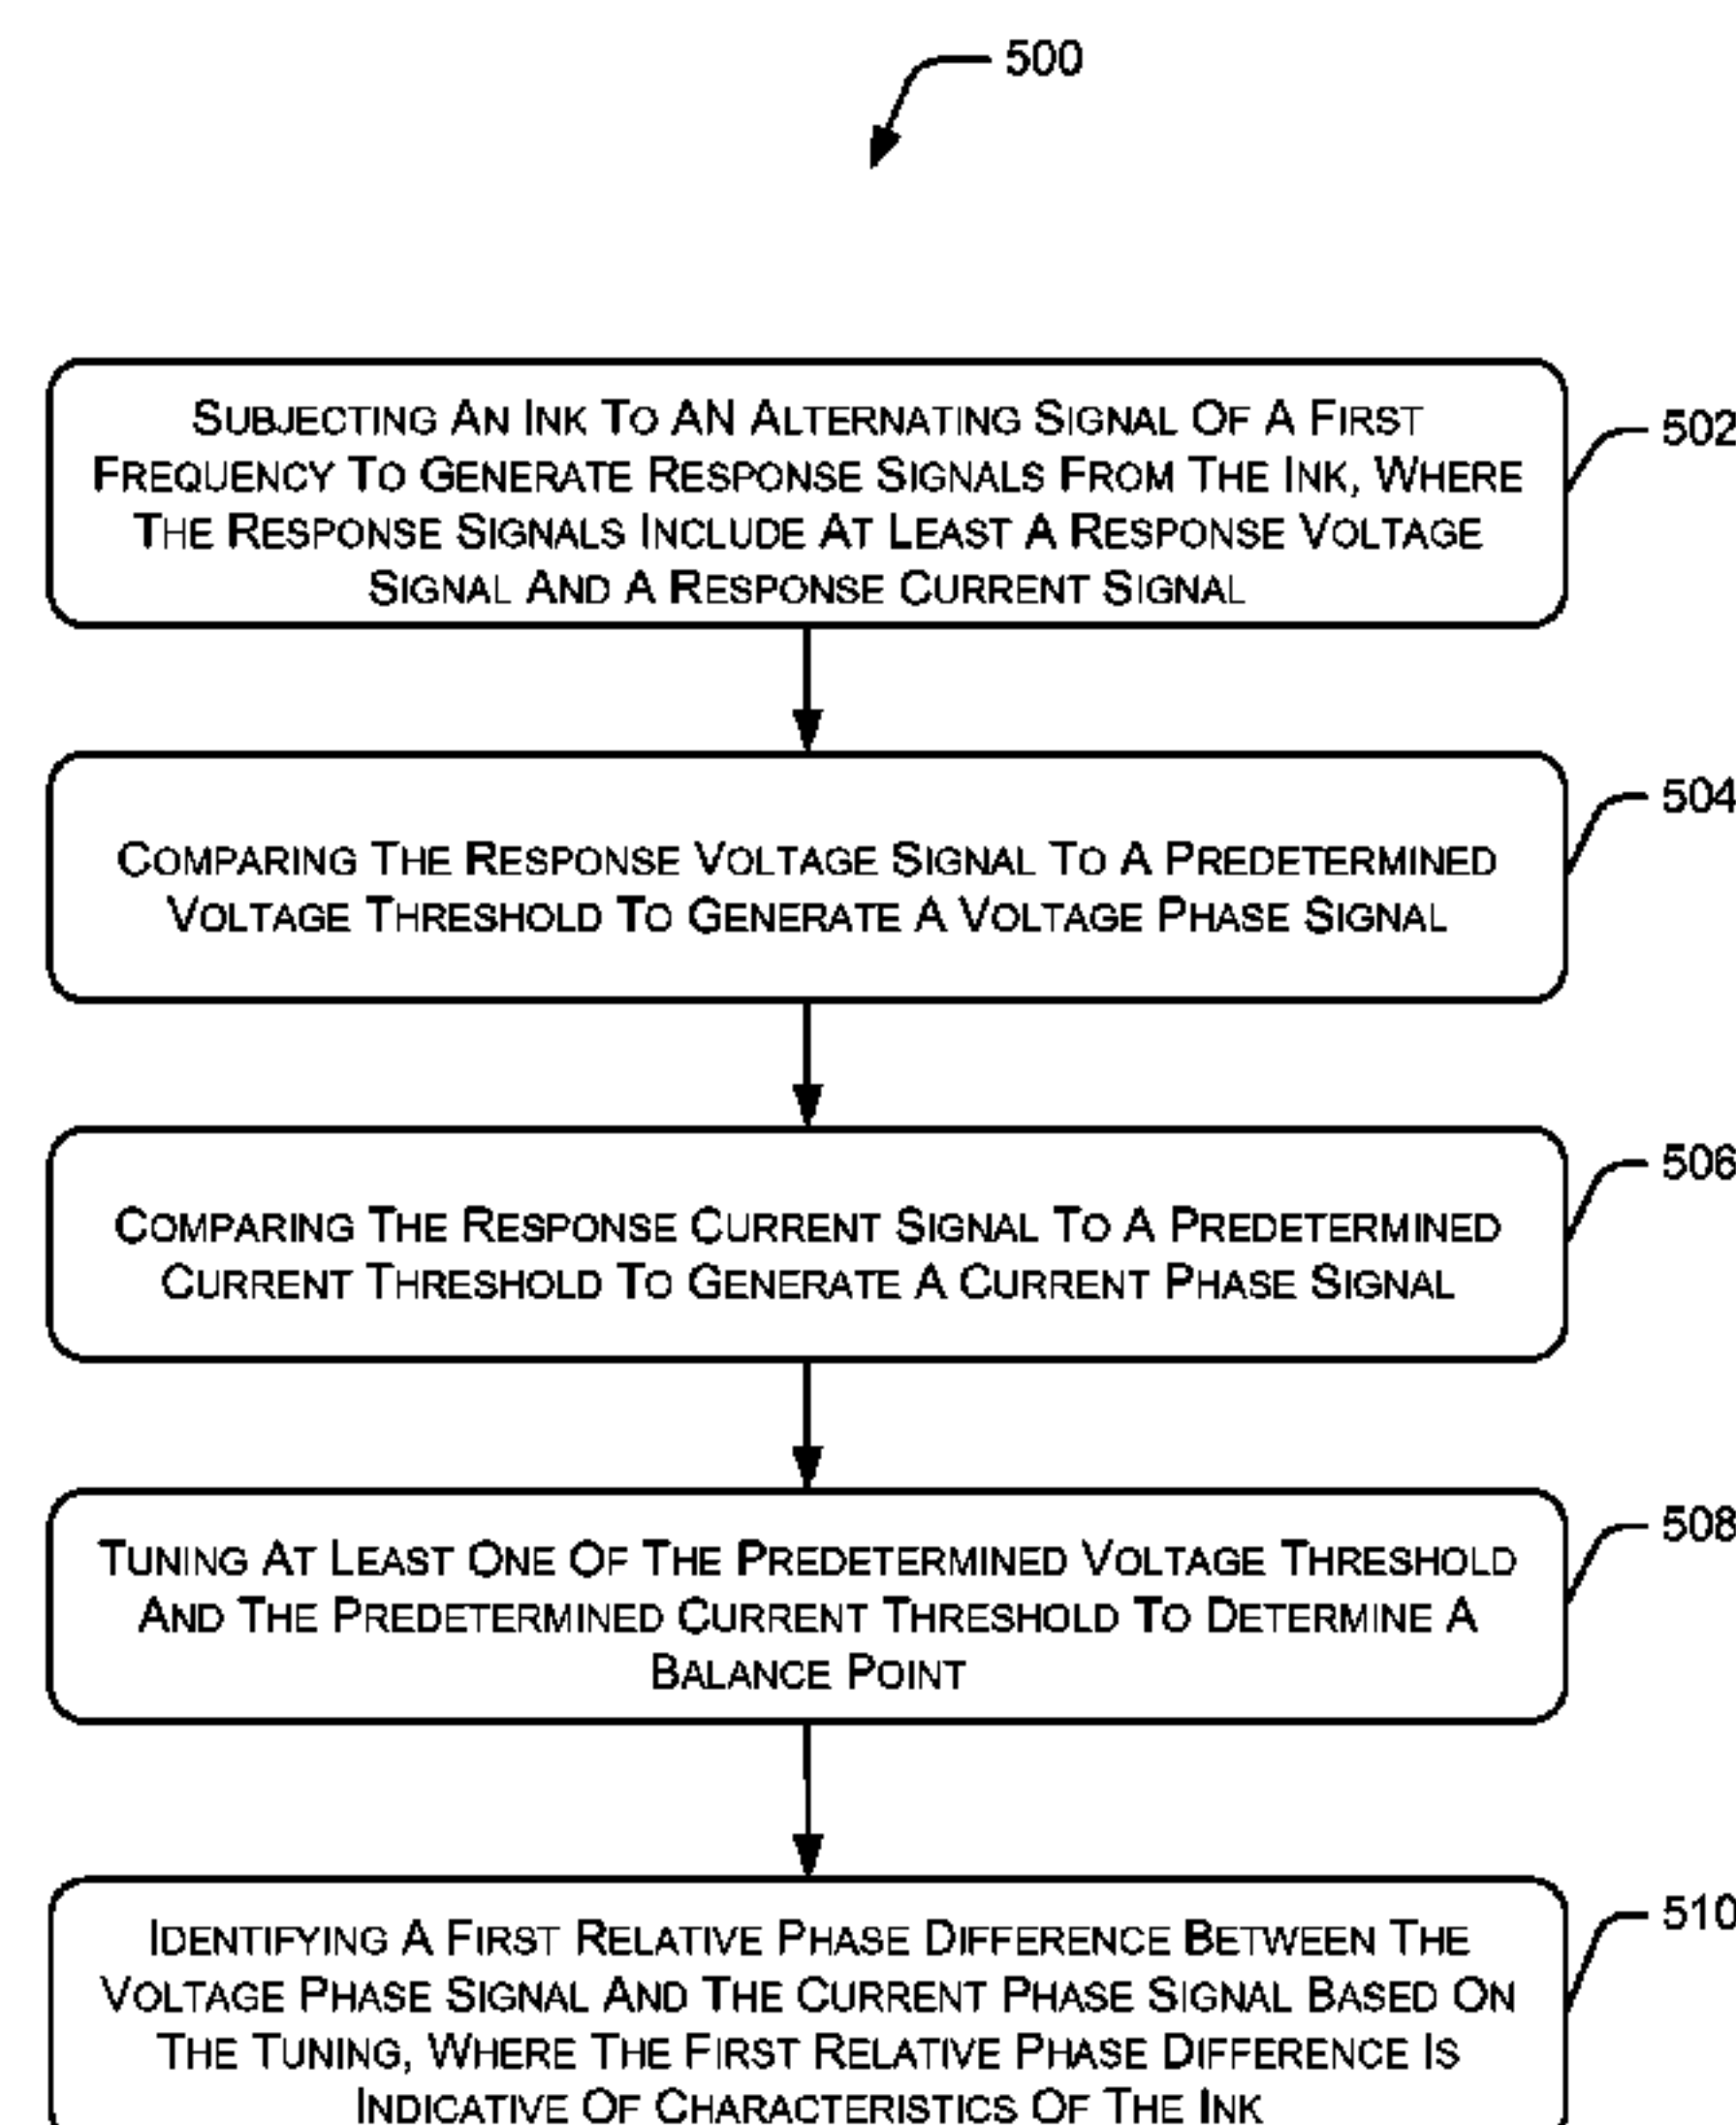 500
SUBJECTING AN INK TO AN ALTERNATING SIGNAL OF A FIRST
FREQUENCY TO GENERATE RESPONSE SIGNALS FROM THE INK, WHERE
THE RESPONSE SIGNALS INCLUDE AT LEAST A RESPONSE VOLTAGE
SIGNAL AND A RESPONSE CURRENT SIGNAL
502
COMPARING THE RESPONSE VOLTAGE SIGNAL TO A PREDETERMINED
VOLTAGE THRESHOLD TO GENERATE A VOLTAGE PHASE SIGNAL
504
COMPARING THE RESPONSE CURRENT SIGNAL TO A PREDETERMINED
CURRENT THRESHOLD TO GENERATE A CURRENT PHASE SIGNAL
506
TUNING AT LEAST ONE OF THE PREDETERMINED VOLTAGE THRESHOLD
AND THE PREDETERMINED CURRENT THRESHOLD TO DETERMINE A
BALANCE POINT
508
IDENTIFYING A FIRST RELATIVE PHASE DIFFERENCE BETWEEN THE
VOLTAGE PHASE SIGNAL AND THE CURRENT PHASE SIGNAL BASED ON
THE TUNING, WHERE THE FIRST RELATIVE PHASE DIFFERENCE IS
INDICATIVE OF CHARACTERISTICS OF THE INK
510